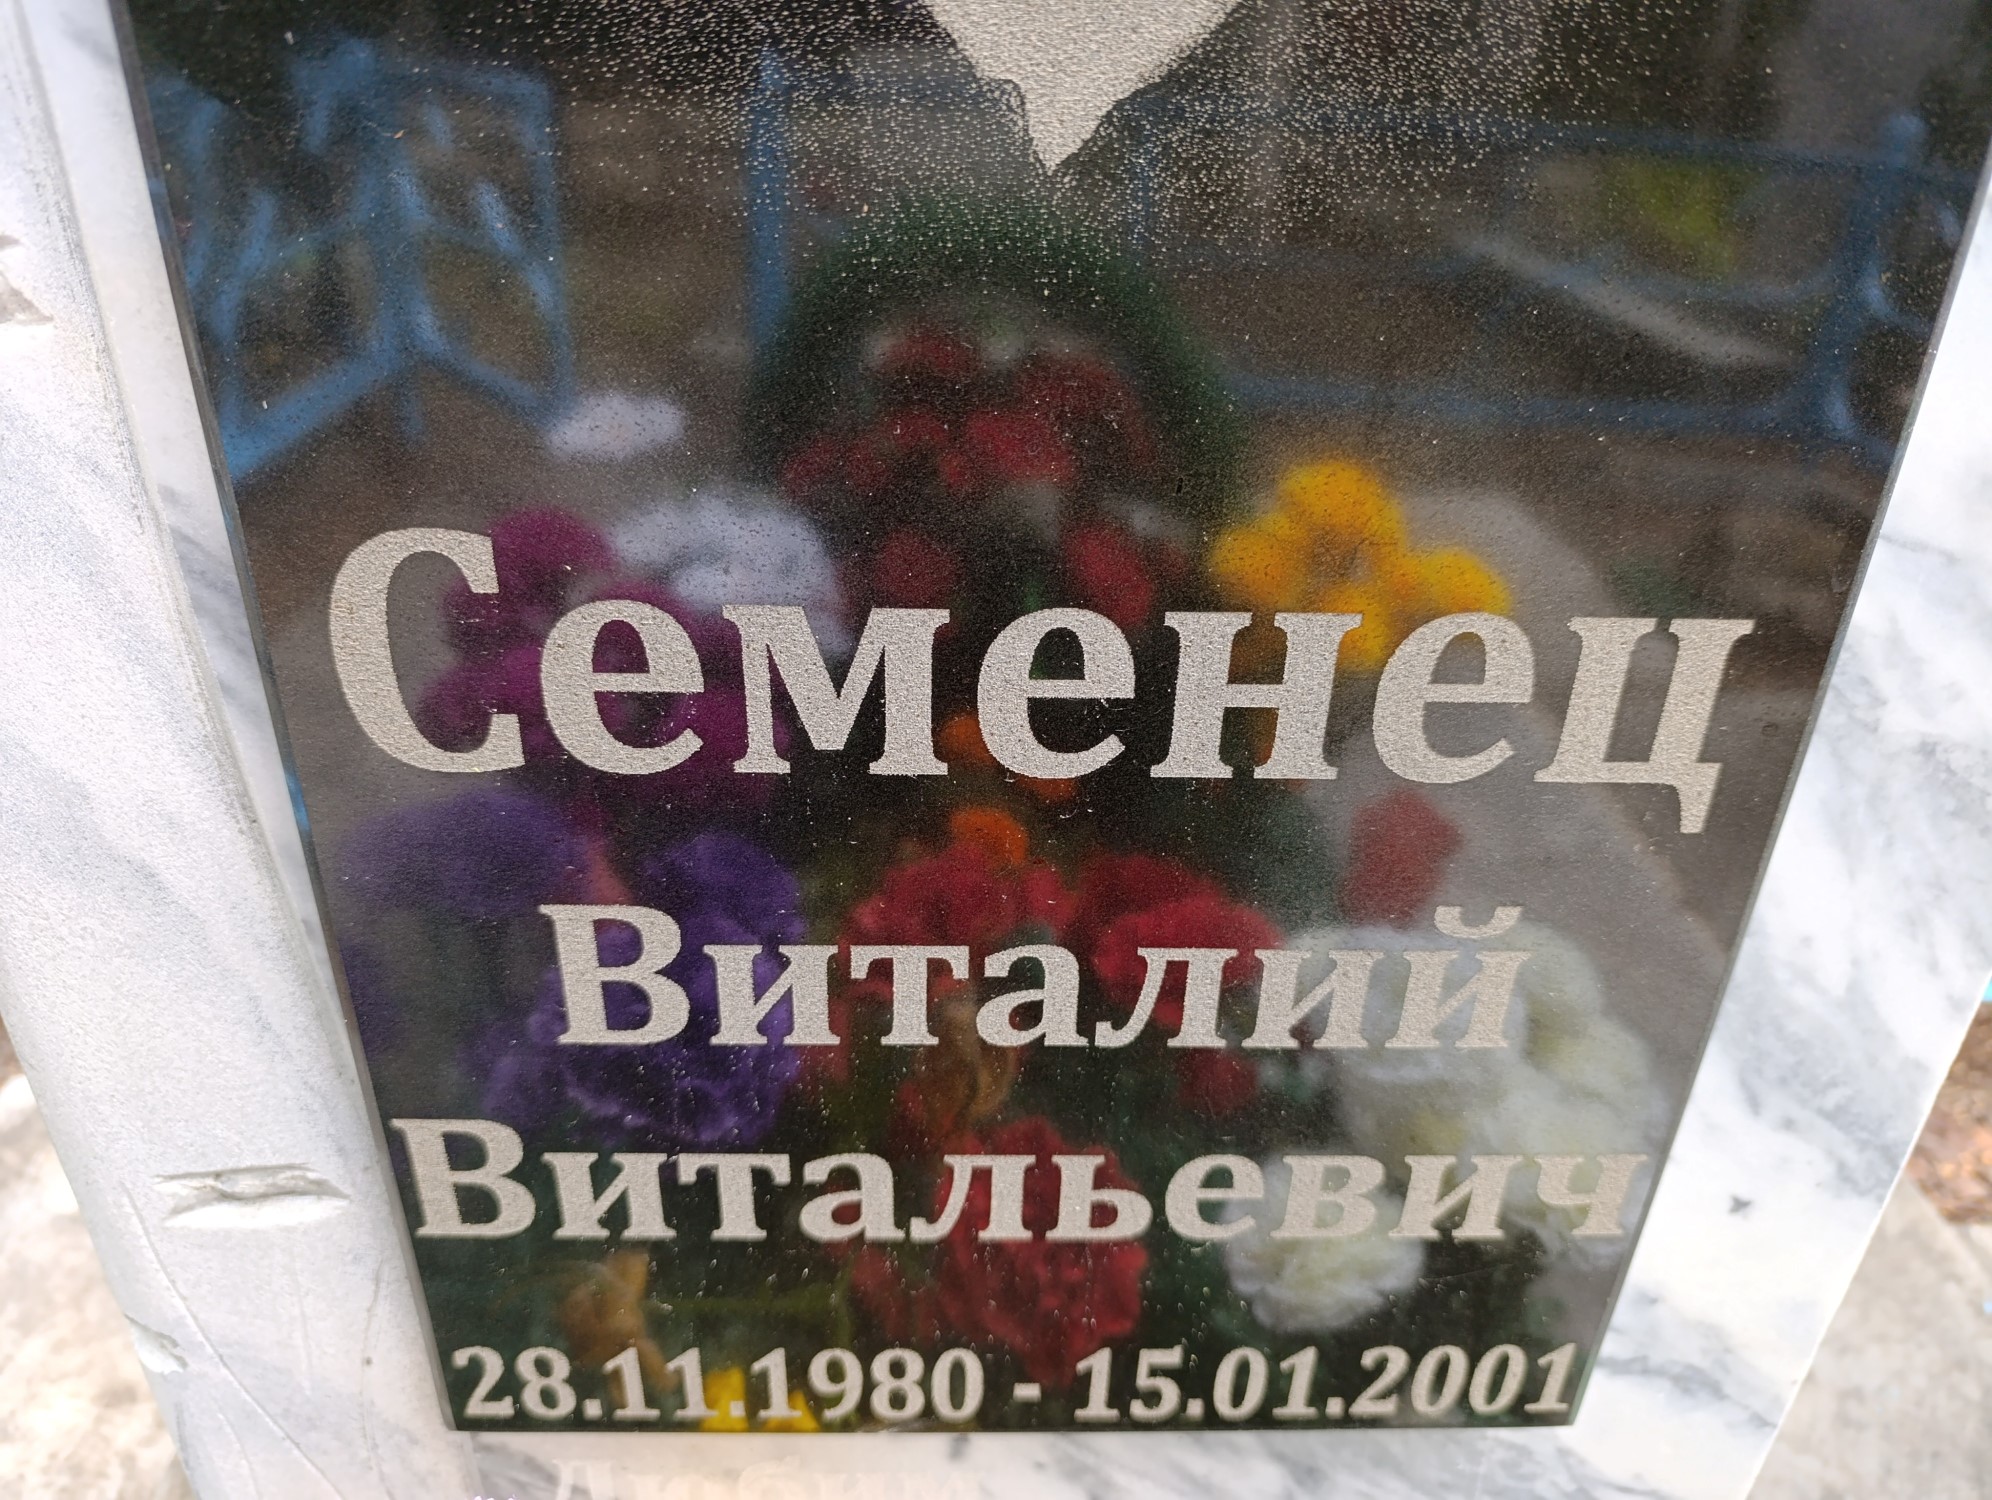 Семенец
Виталий
Витальевич
28.11.1980 - 15.01.2001